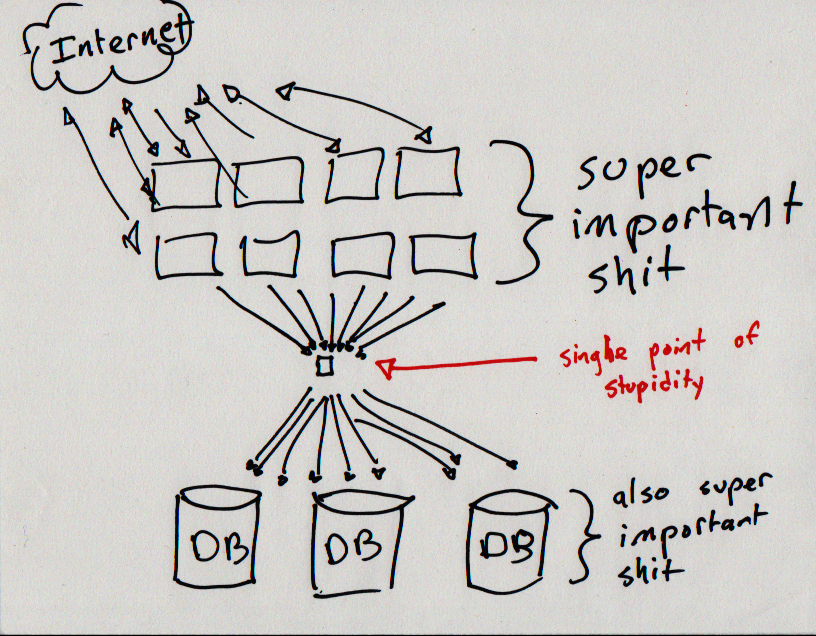 Internet
super
important
shit
single point of
stupidity
DB
DB
DB
also super
important
shit